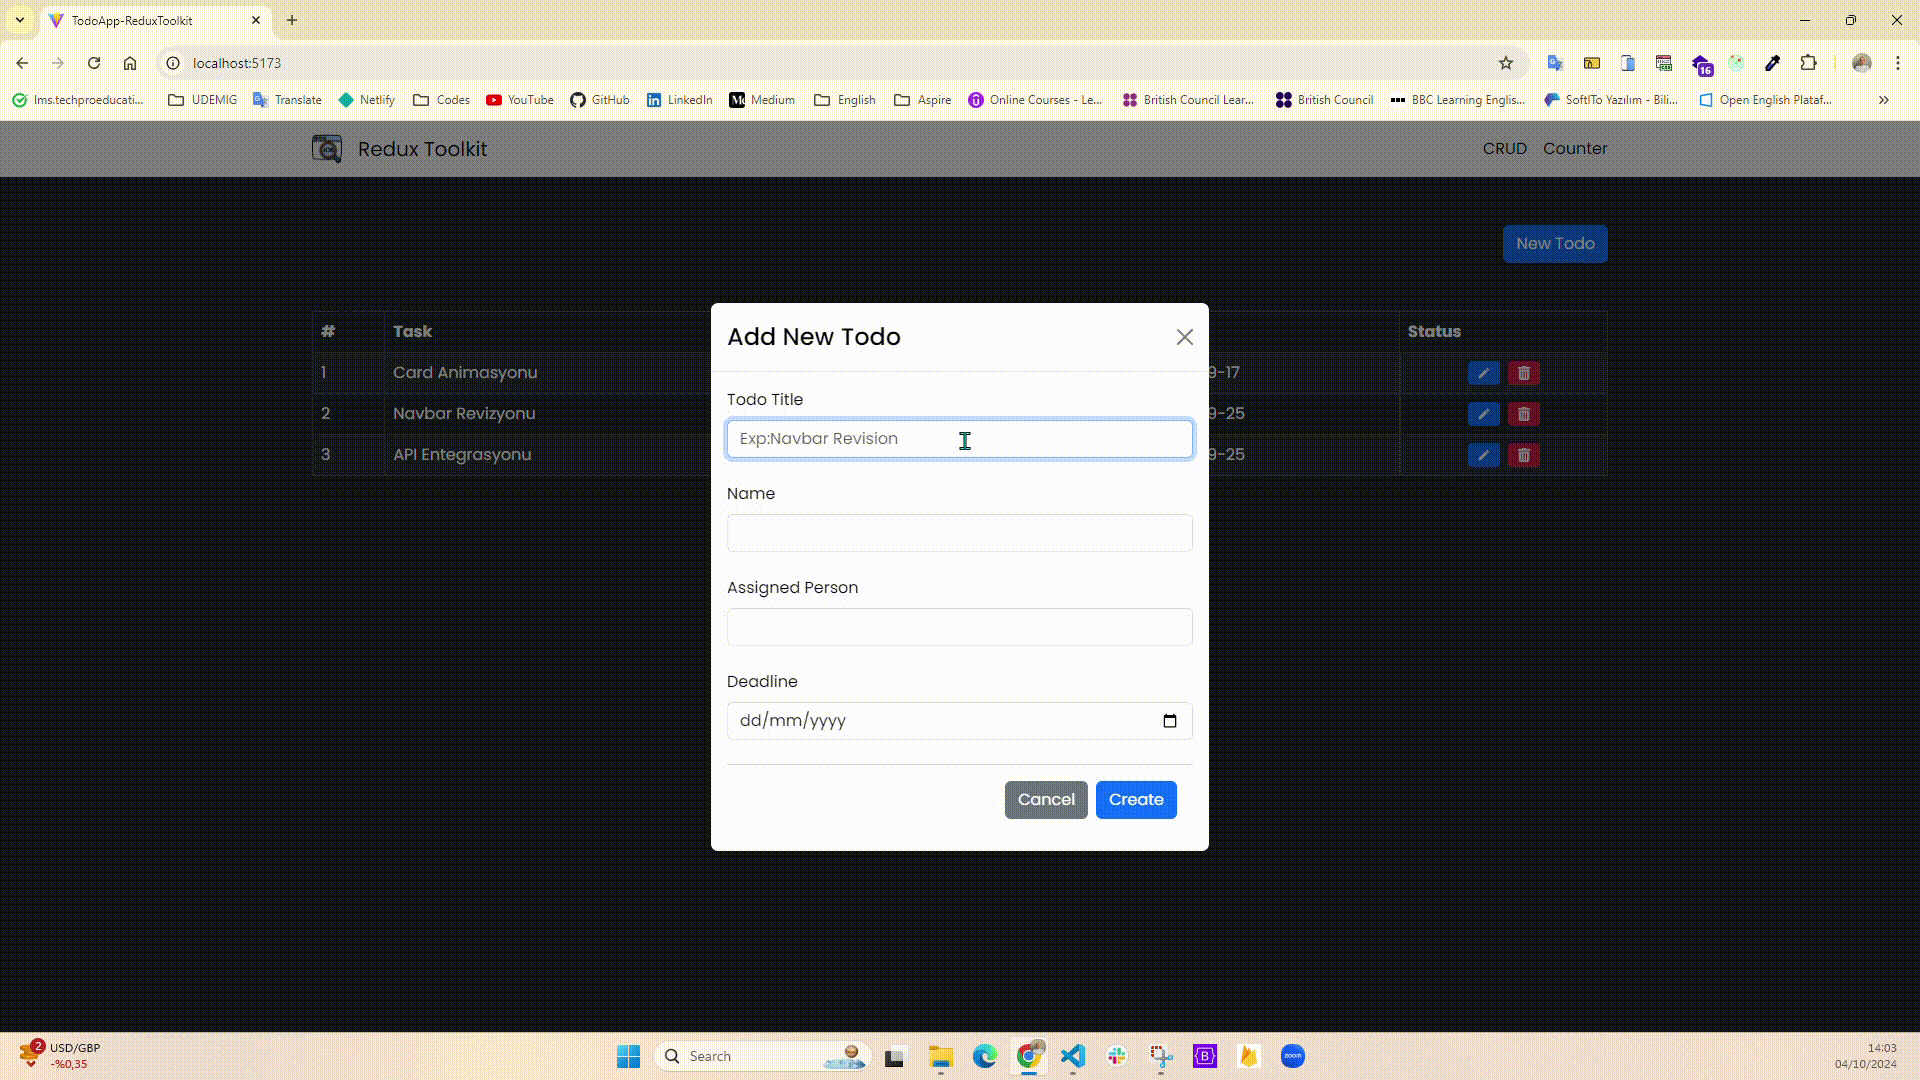 TodoApp-ReduxToolkit
localhost:5173
16
lms.techproeducati...
UDEMIG
Translate
Netlify
Codes
YouTube
GitHub
LinkedIn
Medium
English
Aspire
Online Courses - Le...
British Council Lear...
British Council
BBC Learning Englis...
SoftITo Yazılım - Bili...
Open English Plataf...
Redux Toolkit
CRUD
Counter
New Todo
# Task Status
1 Card Animasyonu 9-17
2 Navbar Revizyonu 9-25
3 API Entegrasyonu 9-25
Add New Todo
Todo Title
Exp:Navbar Revision
Name
Assigned Person
Deadline
dd/mm/yyyy
Cancel
Create
2
USD/GBP
-%0,35
Search
zoom
14:03
04/10/2024